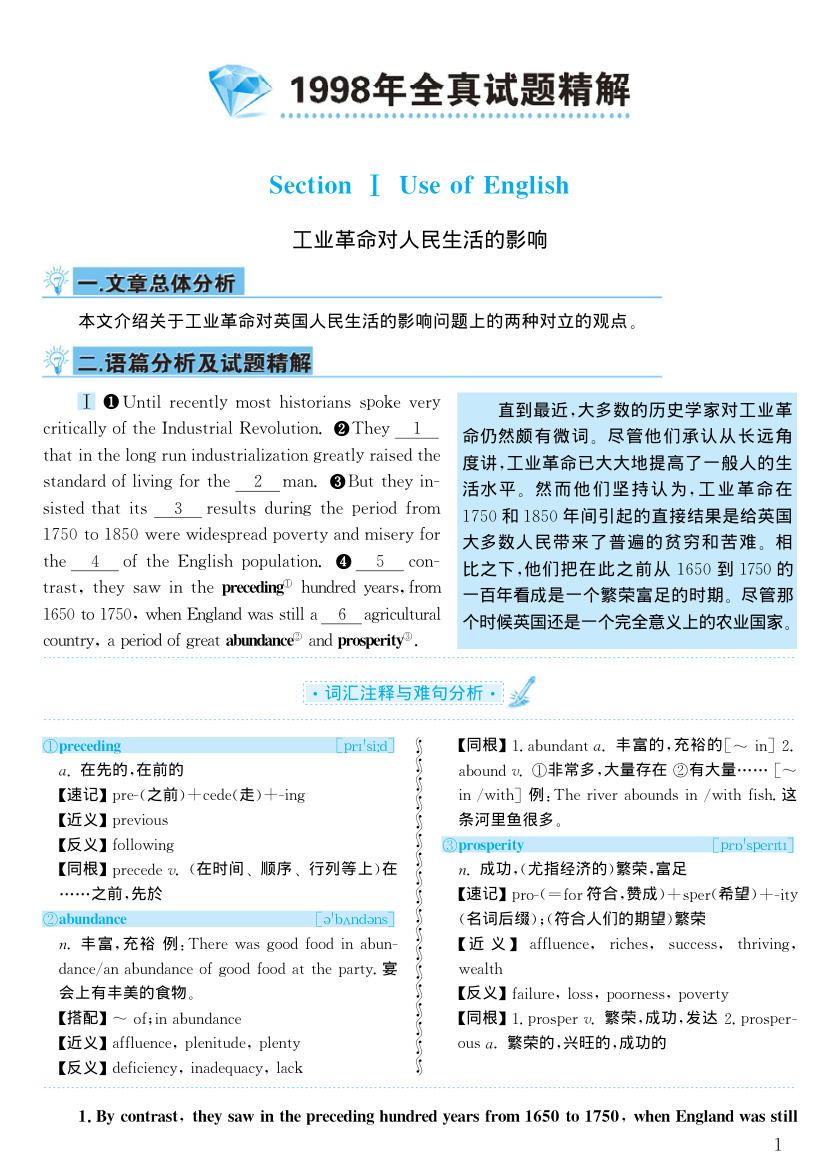 1998年全真试题精解
Section Ⅰ Use of English
工业革命对人民生活的影响
一.文章总体分析
本文介绍关于工业革命对英国人民生活的影响问题上的两种对立的观点。
二.语篇分析及试题精解
Ⅰ ❶Until recently most historians spoke very
critically of the Industrial Revolution. ❷They 1
that in the long run industrialization greatly raised the
standard of living for the 2 man. ❸But they in-
sisted that its 3 results during the period from
1750 to 1850 were widespread poverty and misery for
the 4 of the English population. ❹ 5 con-
trast, they saw in the preceding① hundred years, from
1650 to 1750, when England was still a 6 agricultural
country, a period of great abundance② and prosperity③.
直到最近,大多数的历史学家对工业革
命仍然颇有微词。尽管他们承认从长远角
度讲,工业革命已大大地提高了一般人的生
活水平。然而他们坚持认为,工业革命在
1750 和 1850 年间引起的直接结果是给英国
大多数人民带来了普遍的贫穷和苦难。相
比之下,他们把在此之前从 1650 到 1750 的
一百年看成是一个繁荣富足的时期。尽管那
个时候英国还是一个完全意义上的农业国家。
·词汇注释与难句分析·
①preceding [prɪˈsiːd]
a. 在先的,在前的
【速记】pre-(之前)+cede(走)+-ing
【近义】previous
【反义】following
【同根】precede v. (在时间、顺序、行列等上)在
……之前,先於
②abundance [əˈbʌndəns]
n. 丰富,充裕 例:There was good food in abun-
dance/an abundance of good food at the party. 宴
会上有丰美的食物。
【搭配】～ of;in abundance
【近义】affluence, plenitude, plenty
【反义】deficiency, inadequacy, lack
【同根】1. abundant a. 丰富的,充裕的[～ in] 2.
abound v. ①非常多,大量存在 ②有大量……[～
in /with] 例:The river abounds in /with fish. 这
条河里鱼很多。
③prosperity [prɒˈsperɪtɪ]
n. 成功,(尤指经济的)繁荣,富足
【速记】pro-(=for 符合,赞成)+sper(希望)+-ity
(名词后缀);(符合人们的期望)繁荣
【近义】affluence, riches, success, thriving,
wealth
【反义】failure, loss, poorness, poverty
【同根】1. prosper v. 繁荣,成功,发达 2. prosper-
ous a. 繁荣的,兴旺的,成功的
1. By contrast, they saw in the preceding hundred years from 1650 to 1750, when England was still
1